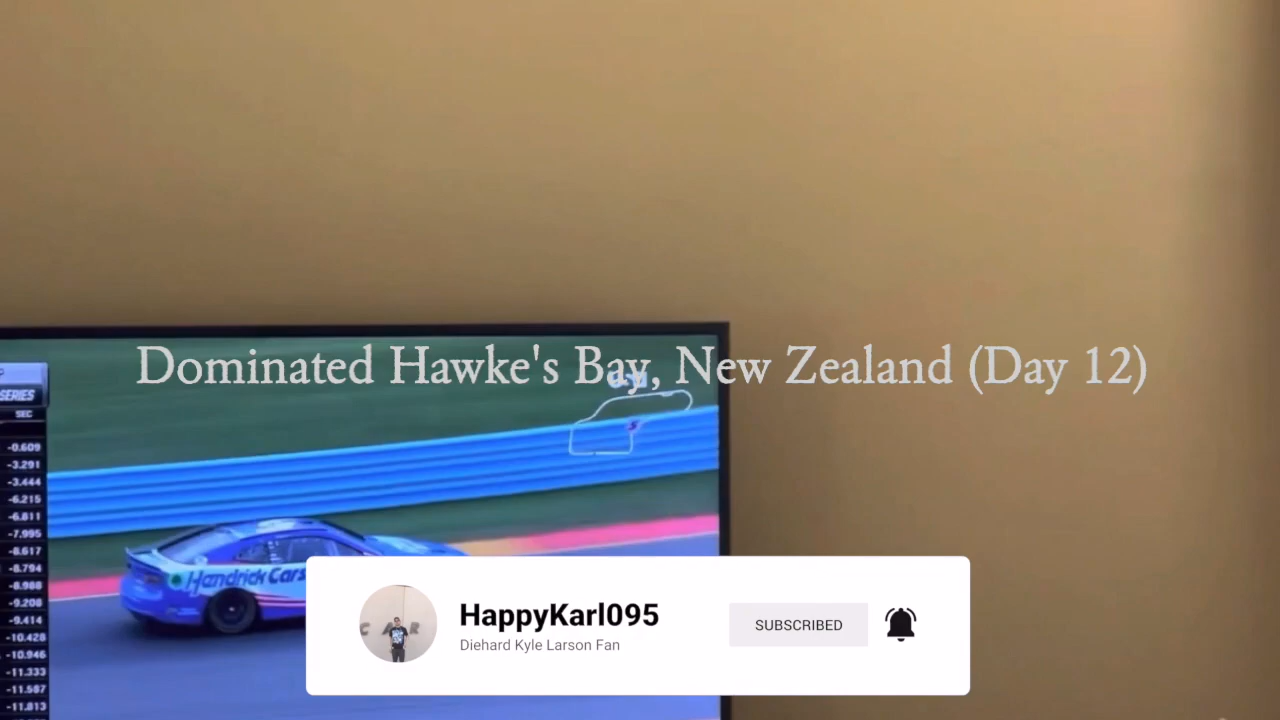 Dominated Hawke's Bay, New Zealand (Day 12)
SERIES
SEC
-0.609
-3.291
-3.444
-6.215
-6.811
-7.995
-8.617
-8.794
-8.988
-9.208
-9.414
-10.428
-10.946
-11.333
-11.587
-11.813
Hendrick Cars
HappyKarl095
Diehard Kyle Larson Fan
SUBSCRIBED